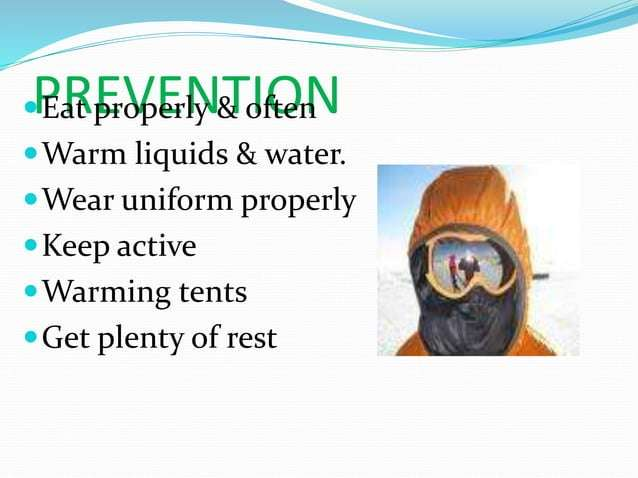 PREVENTION
Eat properly & often
Warm liquids & water.
Wear uniform properly
Keep active
Warming tents
Get plenty of rest